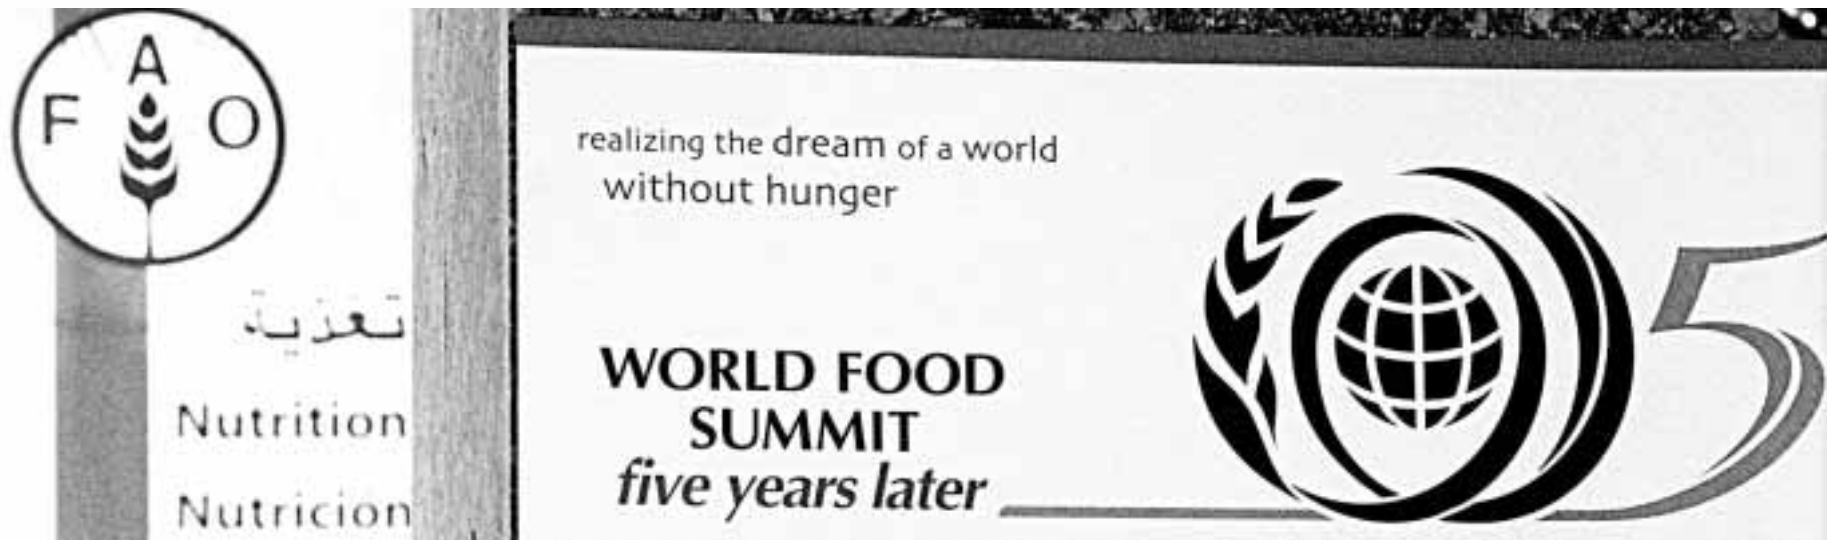 F A O
تغذية
Nutrition
Nutricion
realizing the dream of a world
without hunger
WORLD FOOD
SUMMIT
five years later
5